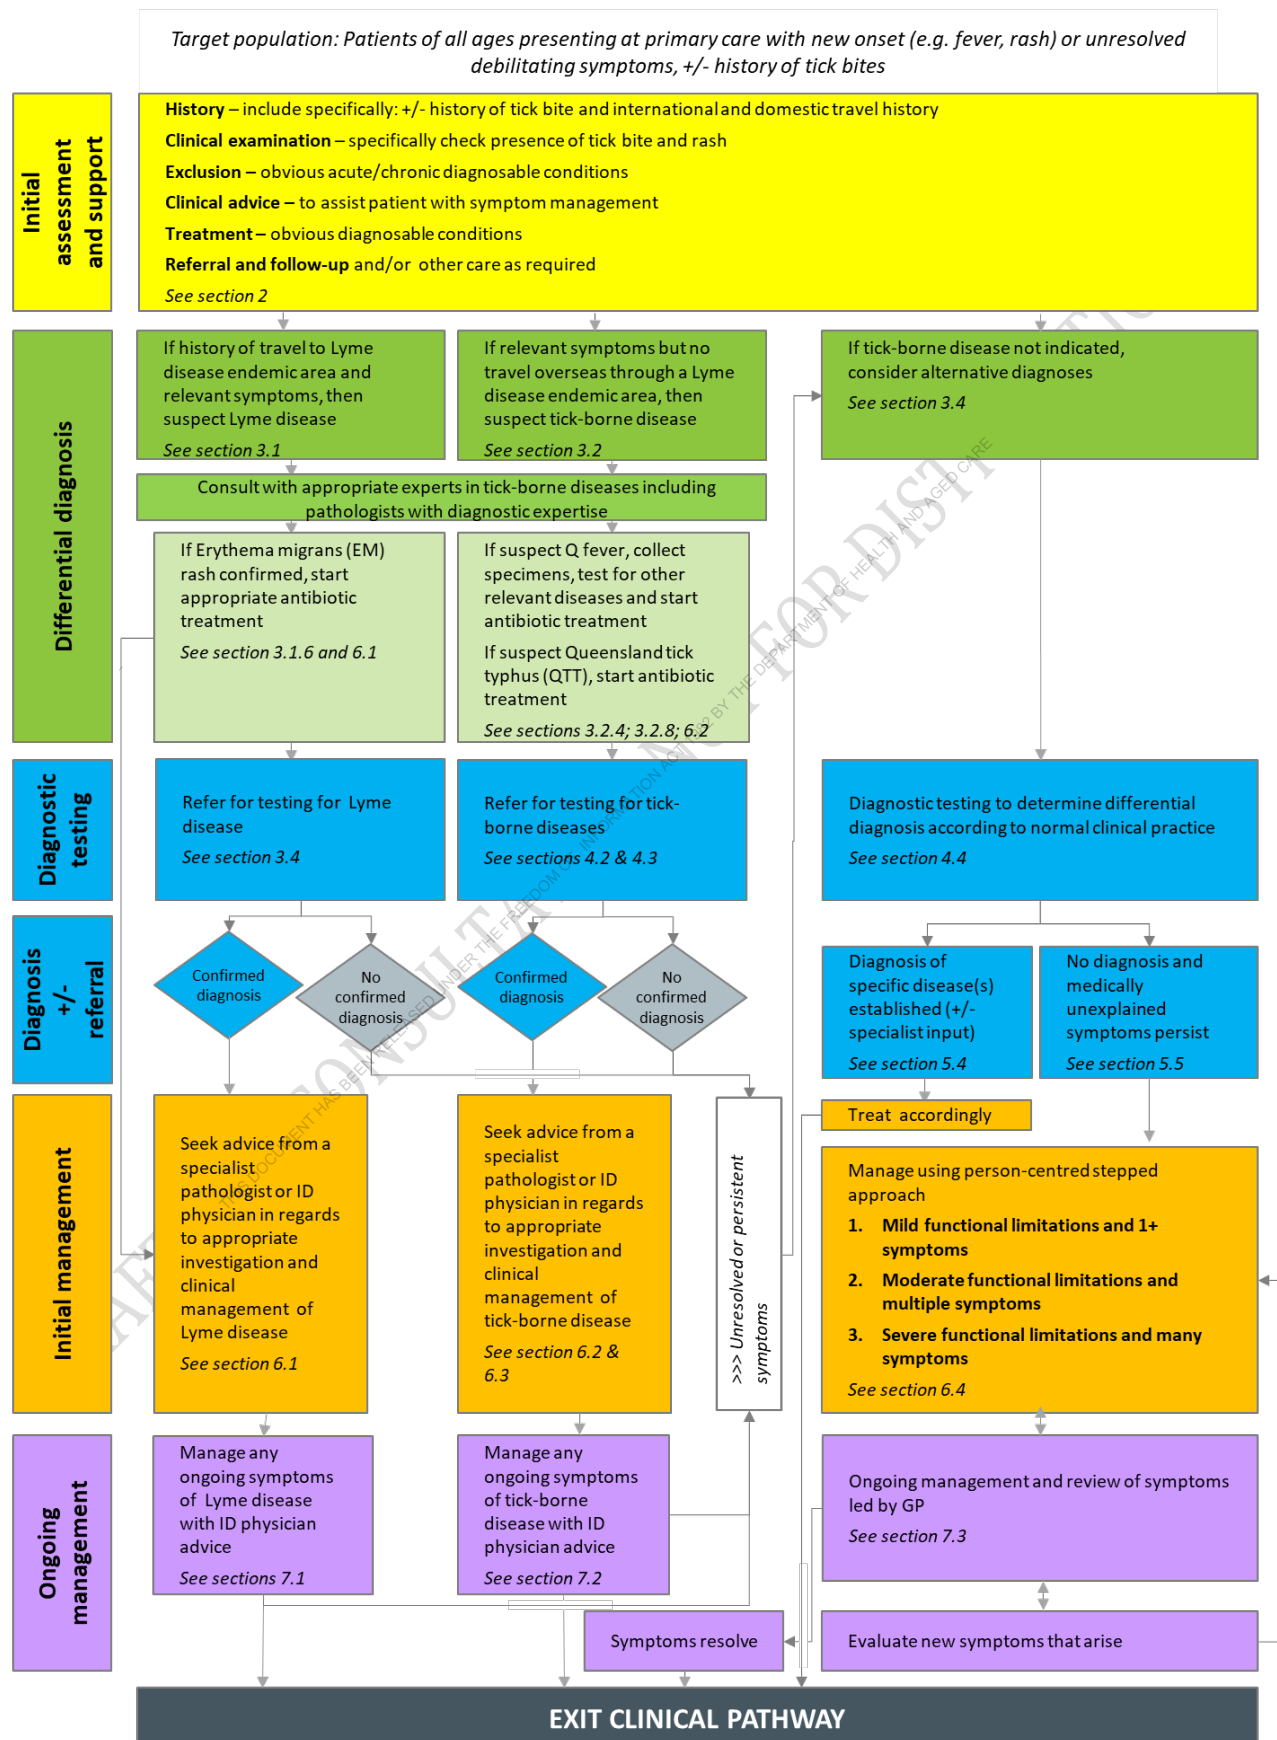 Target population: Patients of all ages presenting at primary care with new onset (e.g. fever, rash) or unresolved
debilitating symptoms, +/- history of tick bites
Initial
assessment
and support
History – include specifically: +/- history of tick bite and international and domestic travel history
Clinical examination – specifically check presence of tick bite and rash
Exclusion – obvious acute/chronic diagnosable conditions
Clinical advice – to assist patient with symptom management
Treatment – obvious diagnosable conditions
Referral and follow-up and/or other care as required
See section 2
Differential diagnosis
If history of travel to Lyme
disease endemic area and
relevant symptoms, then
suspect Lyme disease
See section 3.1
If relevant symptoms but no
travel overseas through a Lyme
disease endemic area, then
suspect tick-borne disease
See section 3.2
If tick-borne disease not indicated,
consider alternative diagnoses
See section 3.4
Consult with appropriate experts in tick-borne diseases including
pathologists with diagnostic expertise
If Erythema migrans (EM)
rash confirmed, start
appropriate antibiotic
treatment
See section 3.1.6 and 6.1
If suspect Q fever, collect
specimens, test for other
relevant diseases and start
antibiotic treatment
If suspect Queensland tick
typhus (QTT), start antibiotic
treatment
See sections 3.2.4; 3.2.8; 6.2
Diagnostic
testing
Refer for testing for Lyme
disease
See section 3.4
Refer for testing for tick-
borne diseases
See sections 4.2 & 4.3
Diagnostic testing to determine differential
diagnosis according to normal clinical practice
See section 4.4
Diagnosis
+/-
referral
Confirmed
diagnosis
No
confirmed
diagnosis
Confirmed
diagnosis
No
confirmed
diagnosis
Diagnosis of
specific disease(s)
established (+/-
specialist input)
See section 5.4
No diagnosis and
medically
unexplained
symptoms persist
See section 5.5
Initial management
Seek advice from a
specialist
pathologist or ID
physician in regards
to appropriate
investigation and
clinical
management of
Lyme disease
See section 6.1
Seek advice from a
specialist
pathologist or ID
physician in regards
to appropriate
investigation and
clinical
management of
tick-borne disease
See section 6.2 &
6.3
>>> Unresolved or persistent
symptoms
Treat accordingly
Manage using person-centred stepped
approach
1. Mild functional limitations and 1+
symptoms
2. Moderate functional limitations and
multiple symptoms
3. Severe functional limitations and many
symptoms
See section 6.4
Ongoing
management
Manage any
ongoing symptoms
of Lyme disease
with ID physician
advice
See sections 7.1
Manage any
ongoing symptoms
of tick-borne
disease with ID
physician advice
See section 7.2
Ongoing management and review of symptoms
led by GP
See section 7.3
Symptoms resolve
Evaluate new symptoms that arise
EXIT CLINICAL PATHWAY
THIS DOCUMENT HAS BEEN RELEASED UNDER THE FREEDOM OF INFORMATION ACT 1982 BY THE DEPARTMENT OF HEALTH AND AGED CARE